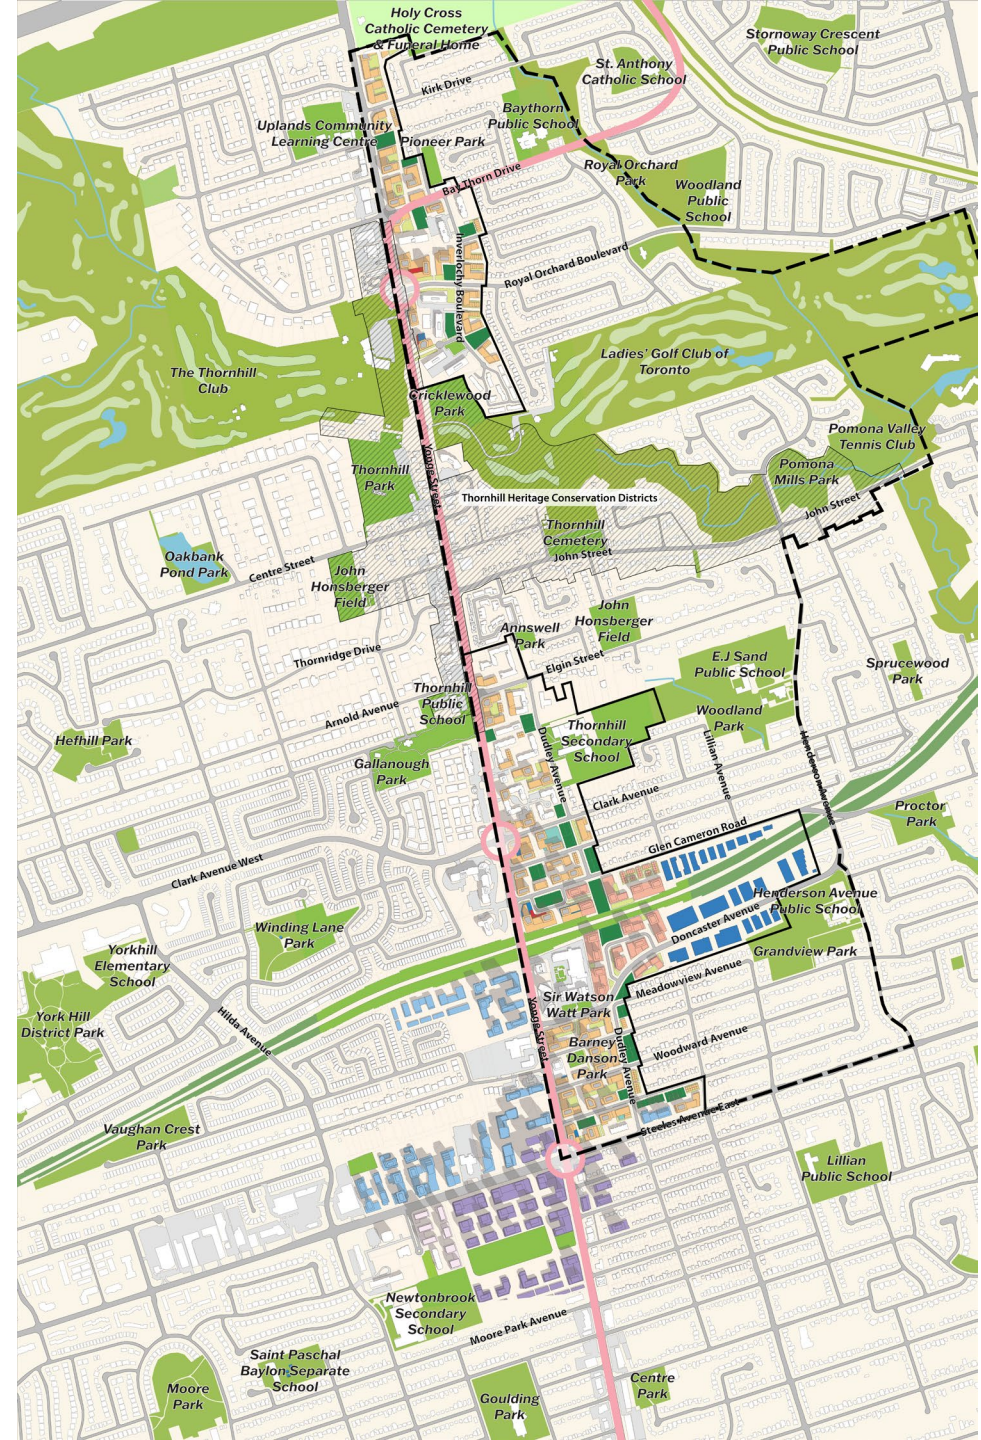 Holy Cross
Catholic Cemetery
& Funeral Home
Stornoway Crescent
Public School
St. Anthony
Catholic School
Kirk Drive
Baythorn
Public School
Uplands Community
Learning Centre
Pioneer Park
Royal Orchard
Park
Bay Thorn Drive
Woodland
Public
School
Inverlochy Boulevard
Royal Orchard Boulevard
The Thornhill
Club
Ladies' Golf Club of
Toronto
Cricklewood
Park
Pomona Valley
Tennis Club
Yonge Street
Thornhill
Park
Pomona
Mills Park
Thornhill Heritage Conservation Districts
John Street
Thornhill
Cemetery
John Street
Oakbank
Pond Park
Centre Street
John
Honsberger
Field
John
Honsberger
Field
Annswell
Park
Thornridge Drive
Elgin Street
E.J Sand
Public School
Sprucewood
Park
Thornhill
Public
School
Arnold Avenue
Woodland
Park
Hefhill Park
Dudley Avenue
Thornhill
Secondary
School
Lillian Avenue
Henderson Avenue
Gallanough
Park
Clark Avenue
Proctor
Park
Glen Cameron Road
Clark Avenue West
Henderson Avenue
Public School
Winding Lane
Park
Doncaster Avenue
Yorkhill
Elementary
School
Grandview Park
Meadowview Avenue
Sir Watson
Watt Park
York Hill
District Park
Hilda Avenue
Yonge Street
Dudley Avenue
Barney
Danson
Park
Woodward Avenue
Vaughan Crest
Park
Steeles Avenue East
Lillian
Public School
Newtonbrook
Secondary
School
Moore Park Avenue
Saint Paschal
Baylon Separate
School
Moore
Park
Goulding
Park
Centre
Park